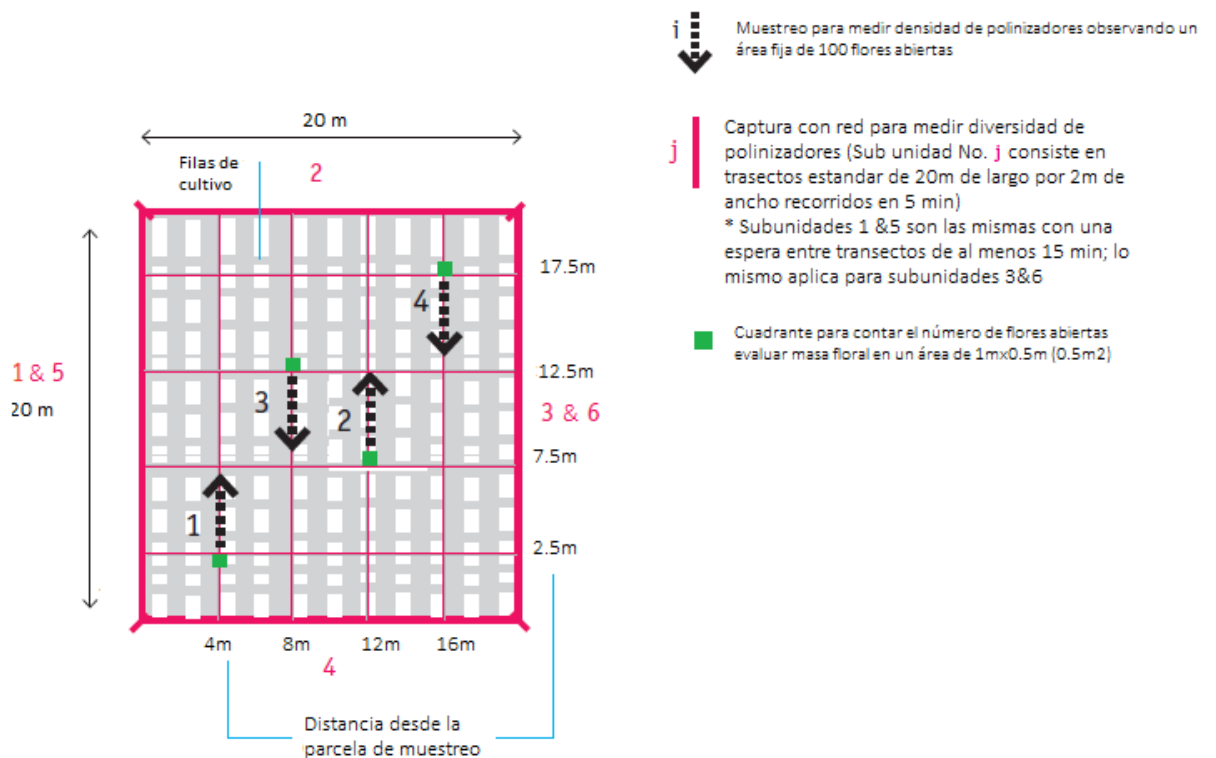 i
Muestreo para medir densidad de polinizadores observando un
área fija de 100 flores abiertas
j
Captura con red para medir diversidad de
polinizadores (Sub unidad No. j consiste en
trasectos estandar de 20m de largo por 2m de
ancho recorridos en 5 min)
* Subunidades 1 &5 son las mismas con una
espera entre transectos de al menos 15 min; lo
mismo aplica para subunidades 3&6
Cuadrante para contar el número de flores abiertas
evaluar masa floral en un área de 1mx0.5m (0.5m2)
20 m
Filas de
cultivo
2
17.5m
4
1 & 5
20 m
12.5m
3
2
3 & 6
7.5m
1
2.5m
4m
8m
12m
16m
4
Distancia desde la
parcela de muestreo